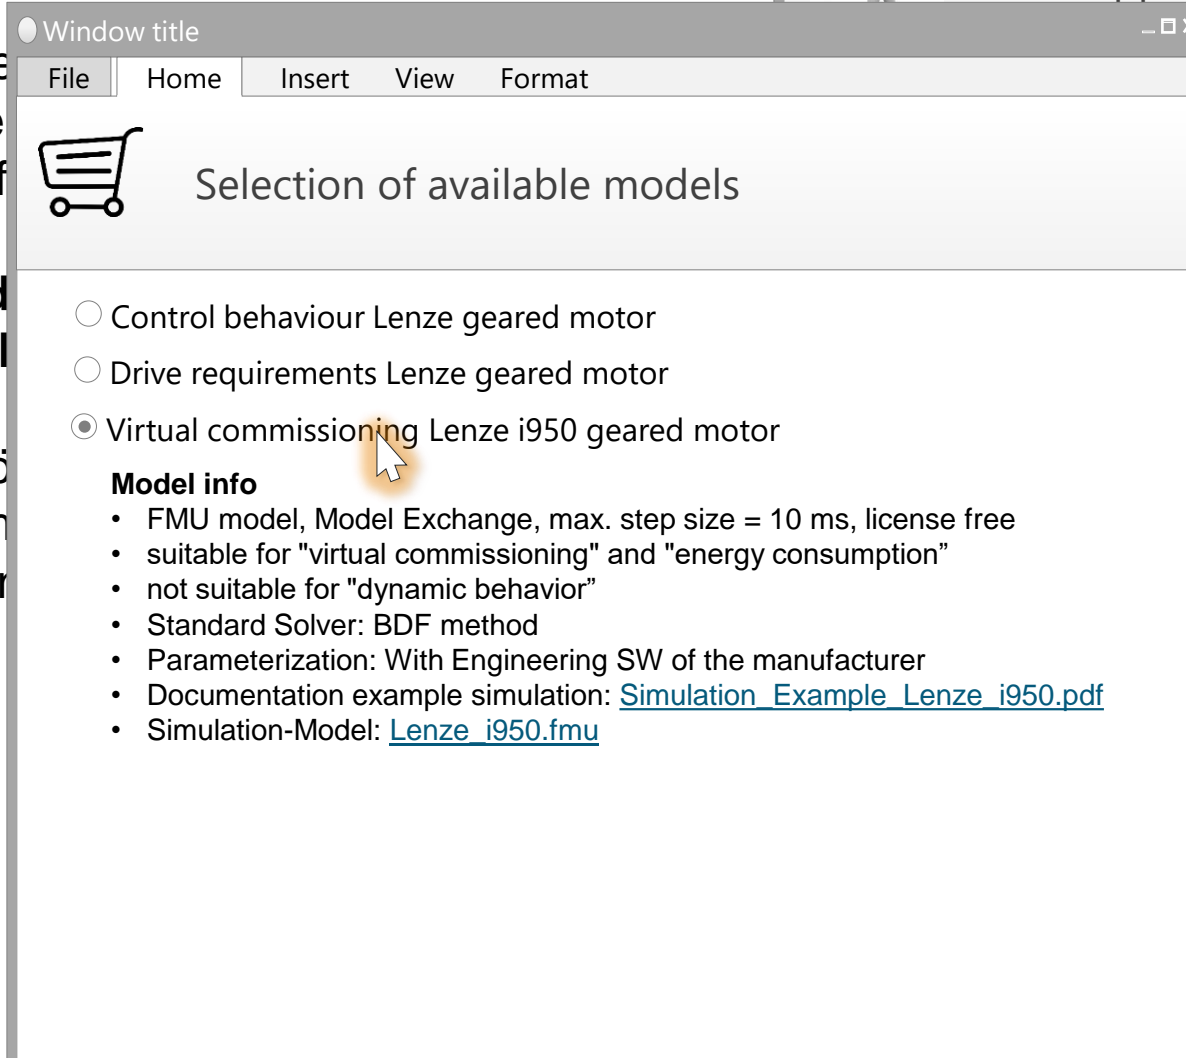 Window title
File Home Insert View Format
Selection of available models
Control behaviour Lenze geared motor
Drive requirements Lenze geared motor
Virtual commissioning Lenze i950 geared motor
Model info
• FMU model, Model Exchange, max. step size = 10 ms, license free
• suitable for "virtual commissioning" and "energy consumption”
• not suitable for "dynamic behavior”
• Standard Solver: BDF method
• Parameterization: With Engineering SW of the manufacturer
• Documentation example simulation: Simulation_Example_Lenze_i950.pdf
• Simulation-Model: Lenze_i950.fmu